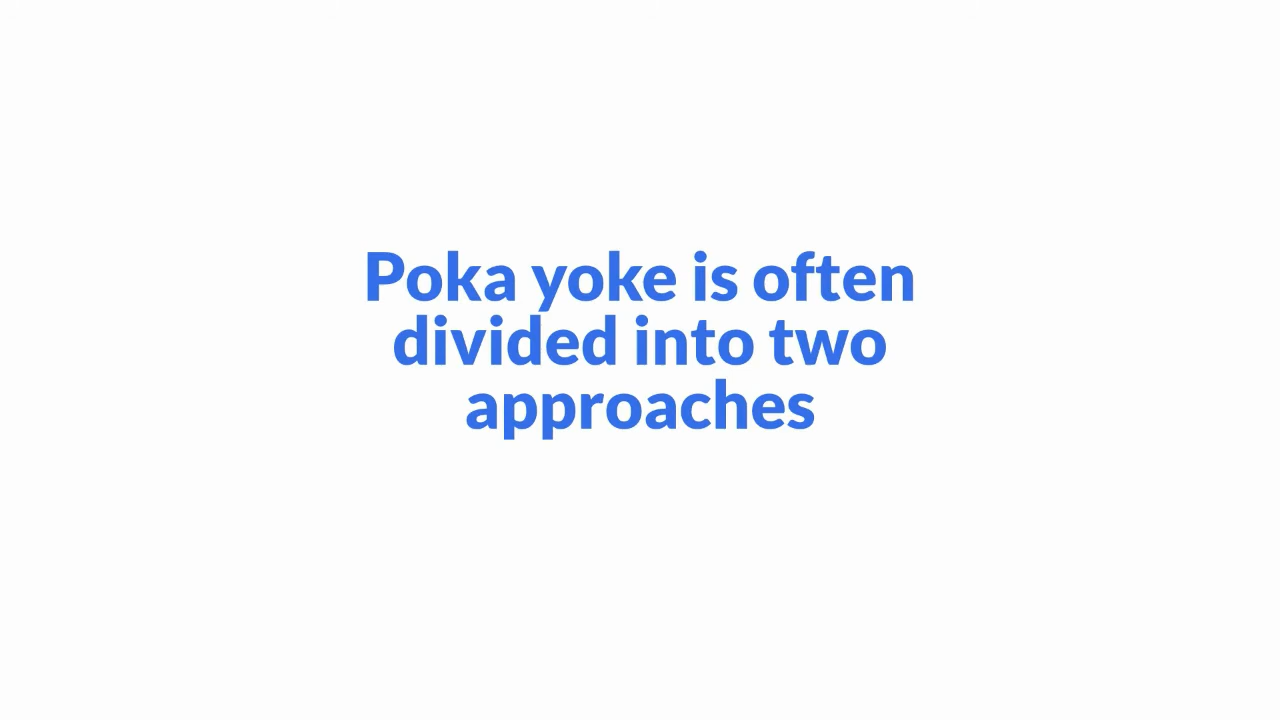 Poka yoke is often
divided into two
approaches